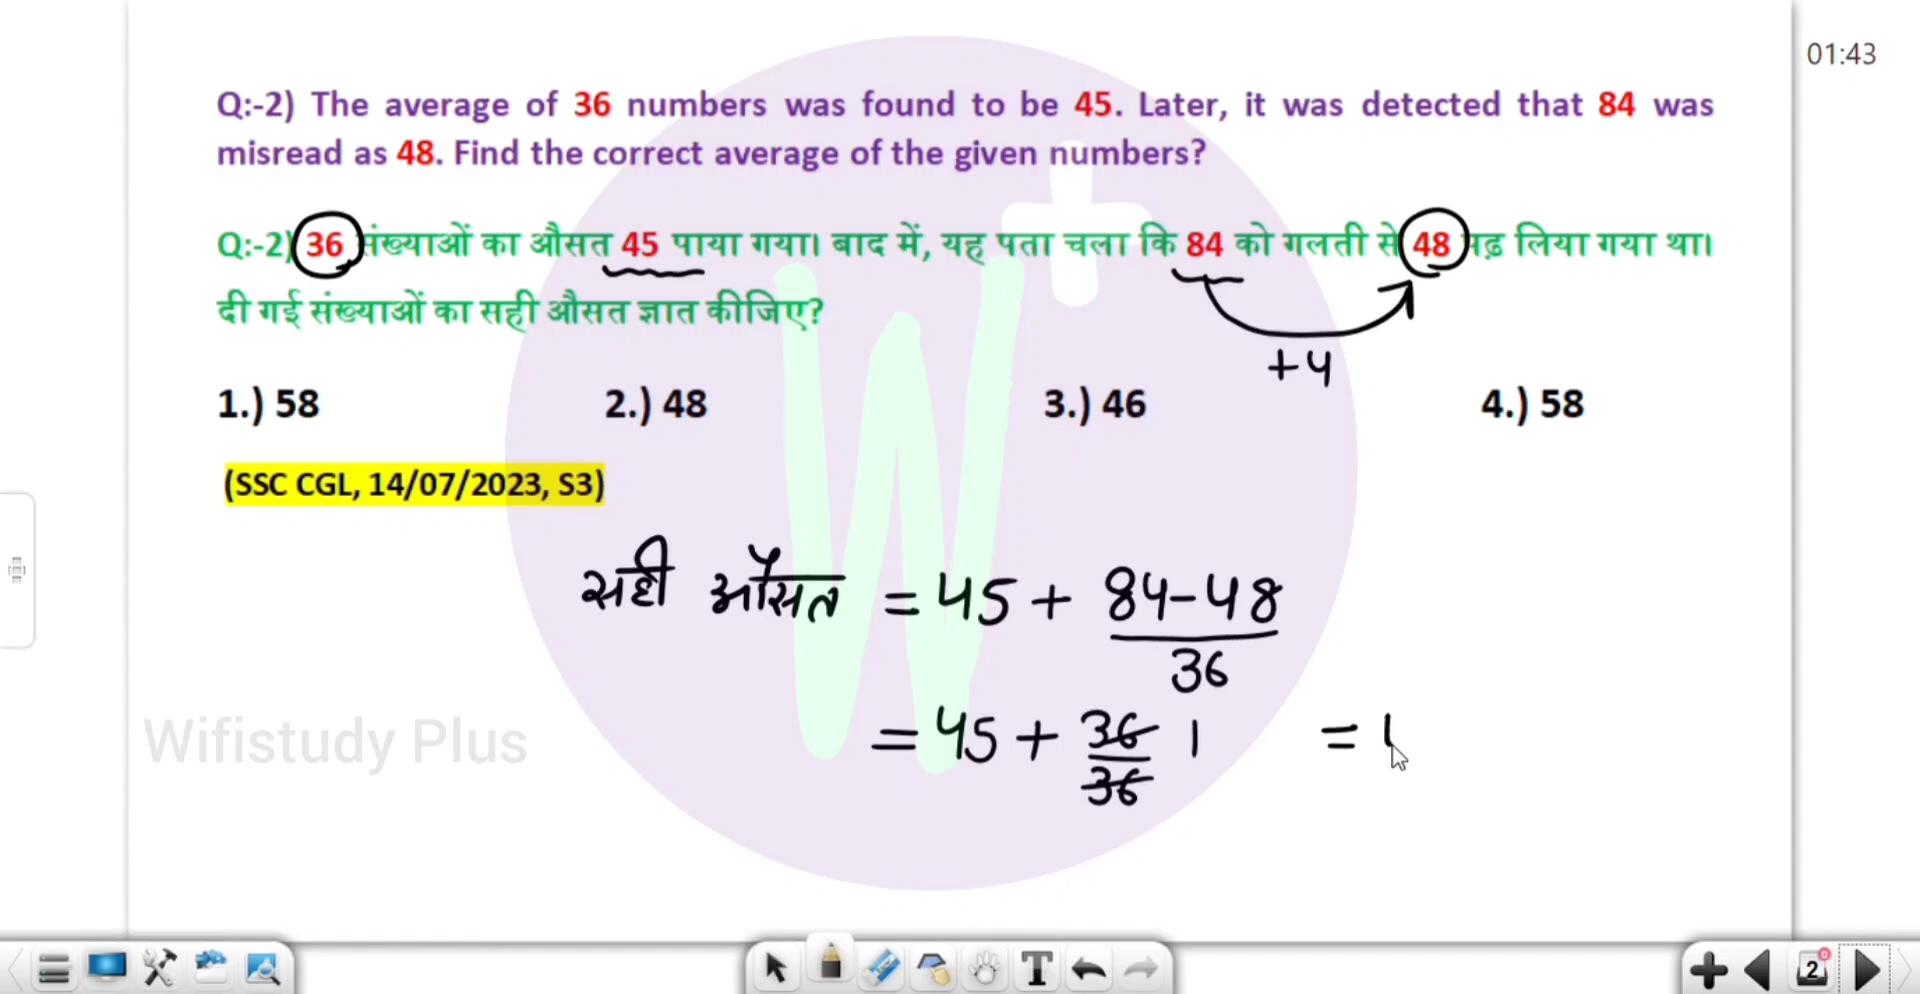 01:43
Q:-2) The average of 36 numbers was found to be 45. Later, it was detected that 84 was
misread as 48. Find the correct average of the given numbers?
Q:-2) 36 संख्याओं का औसत 45 पाया गया। बाद में, यह पता चला कि 84 को गलती से 48 पढ़ लिया गया था।
दी गई संख्याओं का सही औसत ज्ञात कीजिए?
+4
1.) 58 2.) 48 3.) 46 4.) 58
(SSC CGL, 14/07/2023, S3)
सही औसत = 45 + 84-48
36
= 45 + 36 1 =
36
Wifistudy Plus
T 2 0